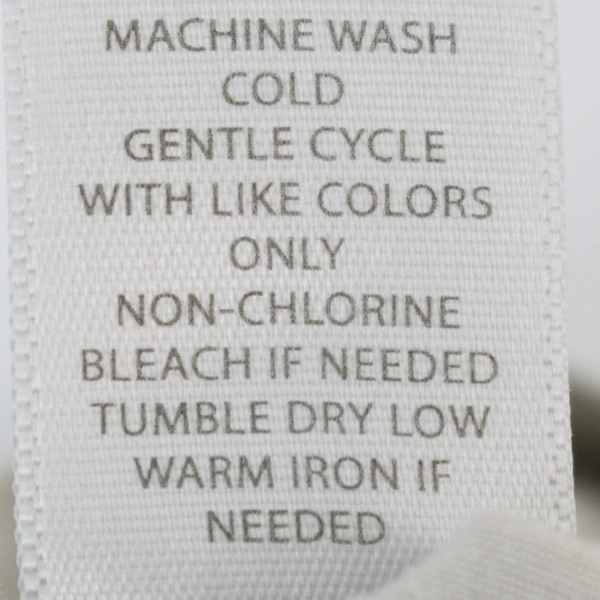 MACHINE WASH
COLD
GENTLE CYCLE
WITH LIKE COLORS
ONLY
NON-CHLORINE
BLEACH IF NEEDED
TUMBLE DRY LOW
WARM IRON IF
NEEDED